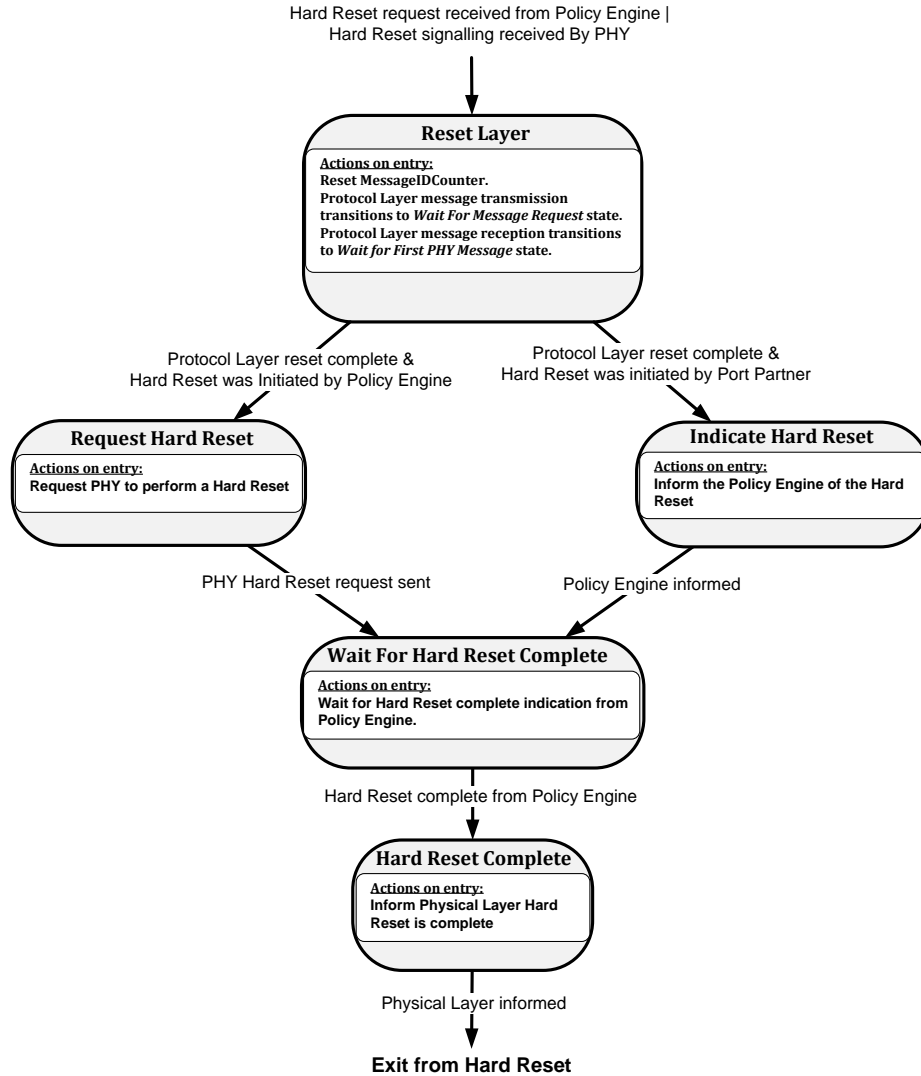 Hard Reset request received from Policy Engine |
Hard Reset signalling received By PHY
Reset Layer
Actions on entry:
Reset MessageIDCounter.
Protocol Layer message transmission
transitions to Wait For Message Request state.
Protocol Layer message reception transitions
to Wait for First PHY Message state.
Protocol Layer reset complete &
Hard Reset was Initiated by Policy Engine
Protocol Layer reset complete &
Hard Reset was initiated by Port Partner
Request Hard Reset
Actions on entry:
Request PHY to perform a Hard Reset
Indicate Hard Reset
Actions on entry:
Inform the Policy Engine of the Hard
Reset
PHY Hard Reset request sent
Policy Engine informed
Wait For Hard Reset Complete
Actions on entry:
Wait for Hard Reset complete indication from
Policy Engine.
Hard Reset complete from Policy Engine
Hard Reset Complete
Actions on entry:
Inform Physical Layer Hard
Reset is complete
Physical Layer informed
Exit from Hard Reset